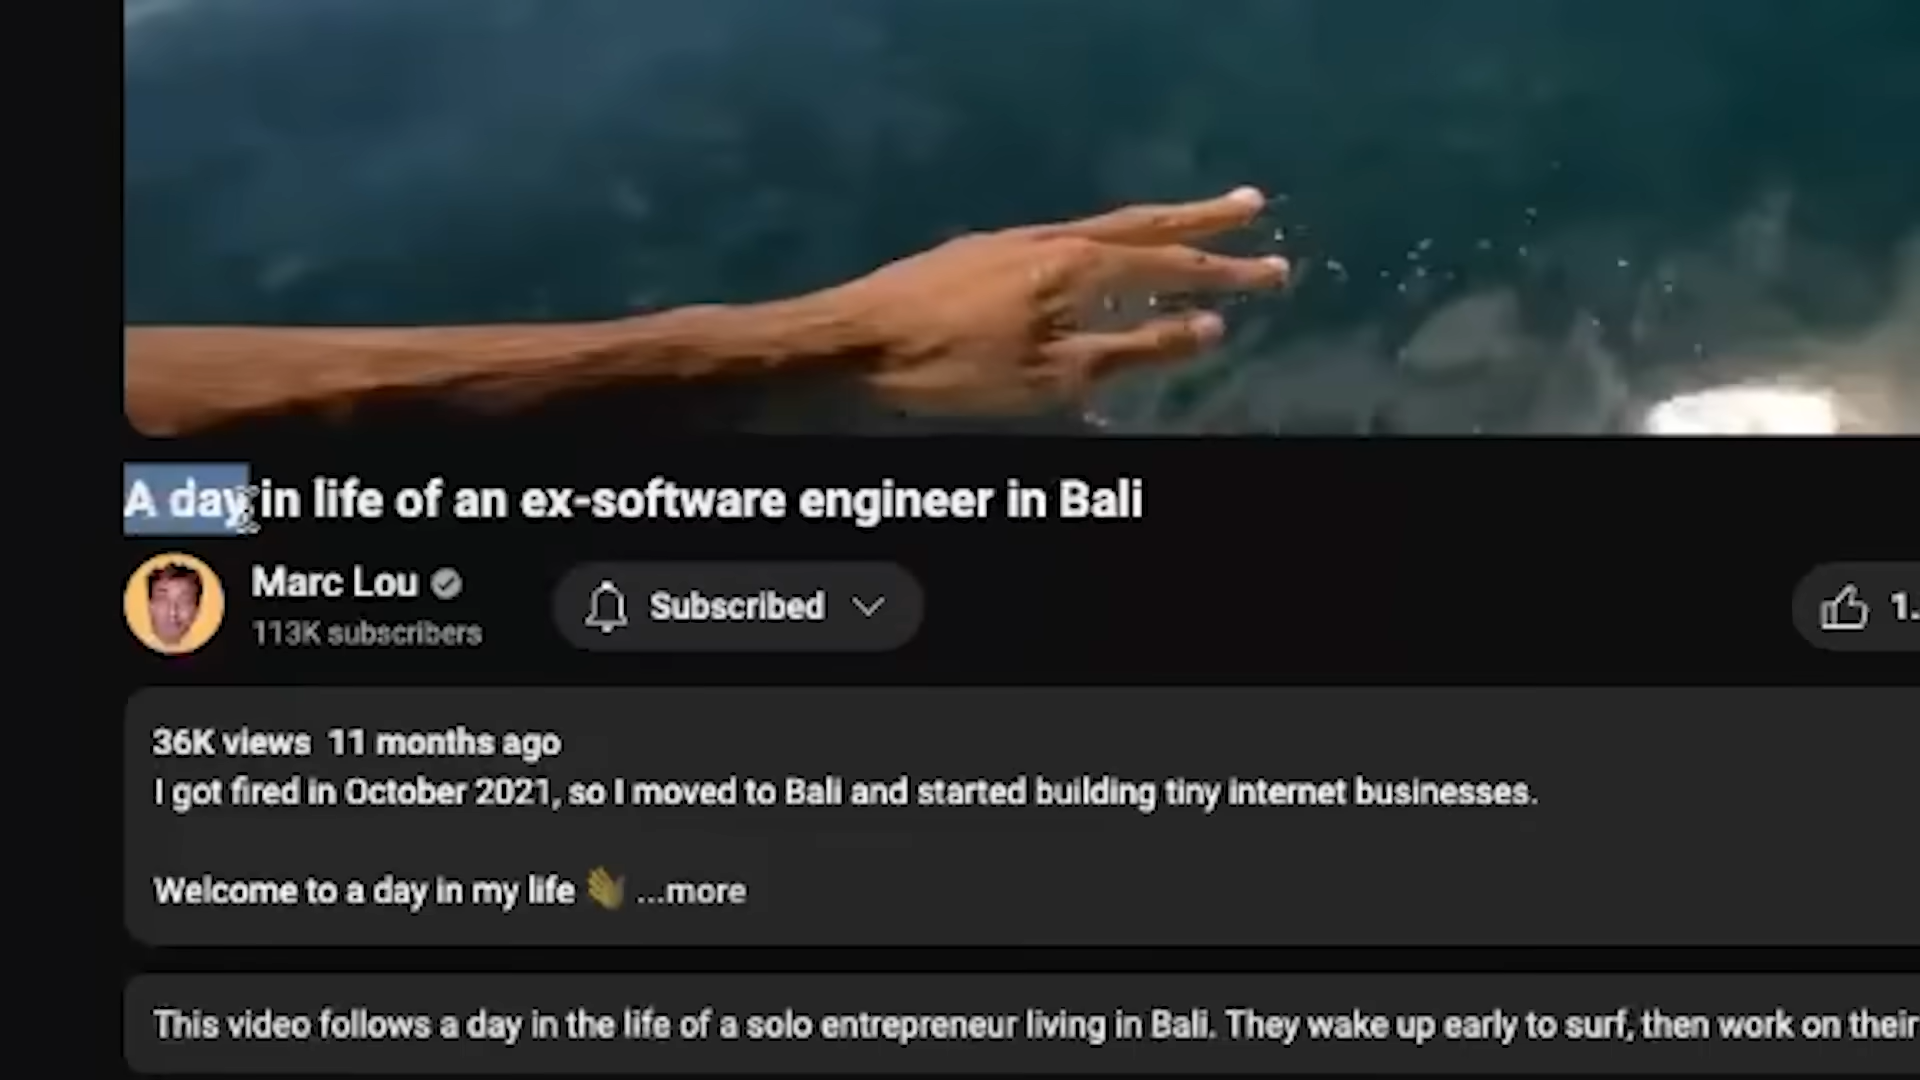 A day in life of an ex-software engineer in Bali
Marc Lou
113K subscribers
Subscribed
1.
36K views 11 months ago
I got fired in October 2021, so I moved to Bali and started building tiny internet businesses.
Welcome to a day in my life 👋 ...more
This video follows a day in the life of a solo entrepreneur living in Bali. They wake up early to surf, then work on their